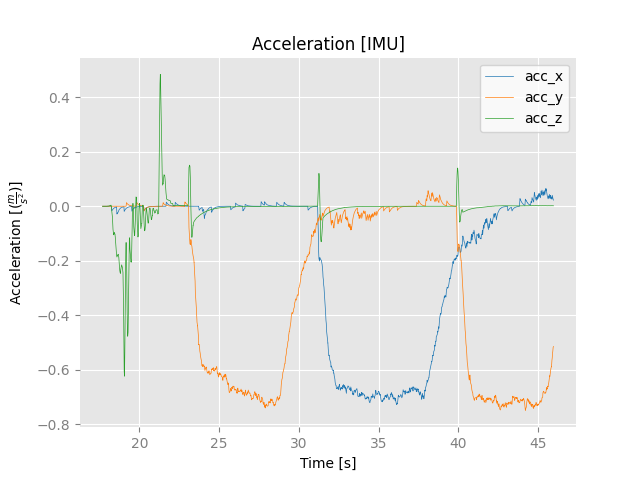 Acceleration [IMU]
acc_x
acc_y
acc_z
0.4
0.2
0.0
−0.2
−0.4
−0.6
−0.8
Acceleration [(m/s²)]
20
25
30
35
40
45
Time [s]